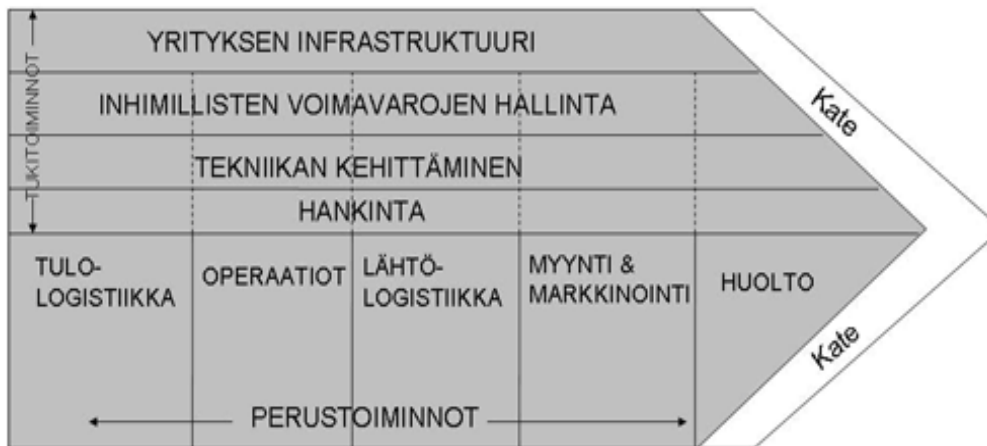 YRITYKSEN INFRASTRUKTUURI
INHIMILLISTEN VOIMAVAROJEN HALLINTA
TEKNIIKAN KEHITTÄMINEN
HANKINTA
TUKITOIMINNOT
TULO-
LOGISTIIKKA
OPERAATIOT
LÄHTÖ-
LOGISTIIKKA
MYYNTI &
MARKKINOINTI
HUOLTO
PERUSTOIMINNOT
Kate
Kate